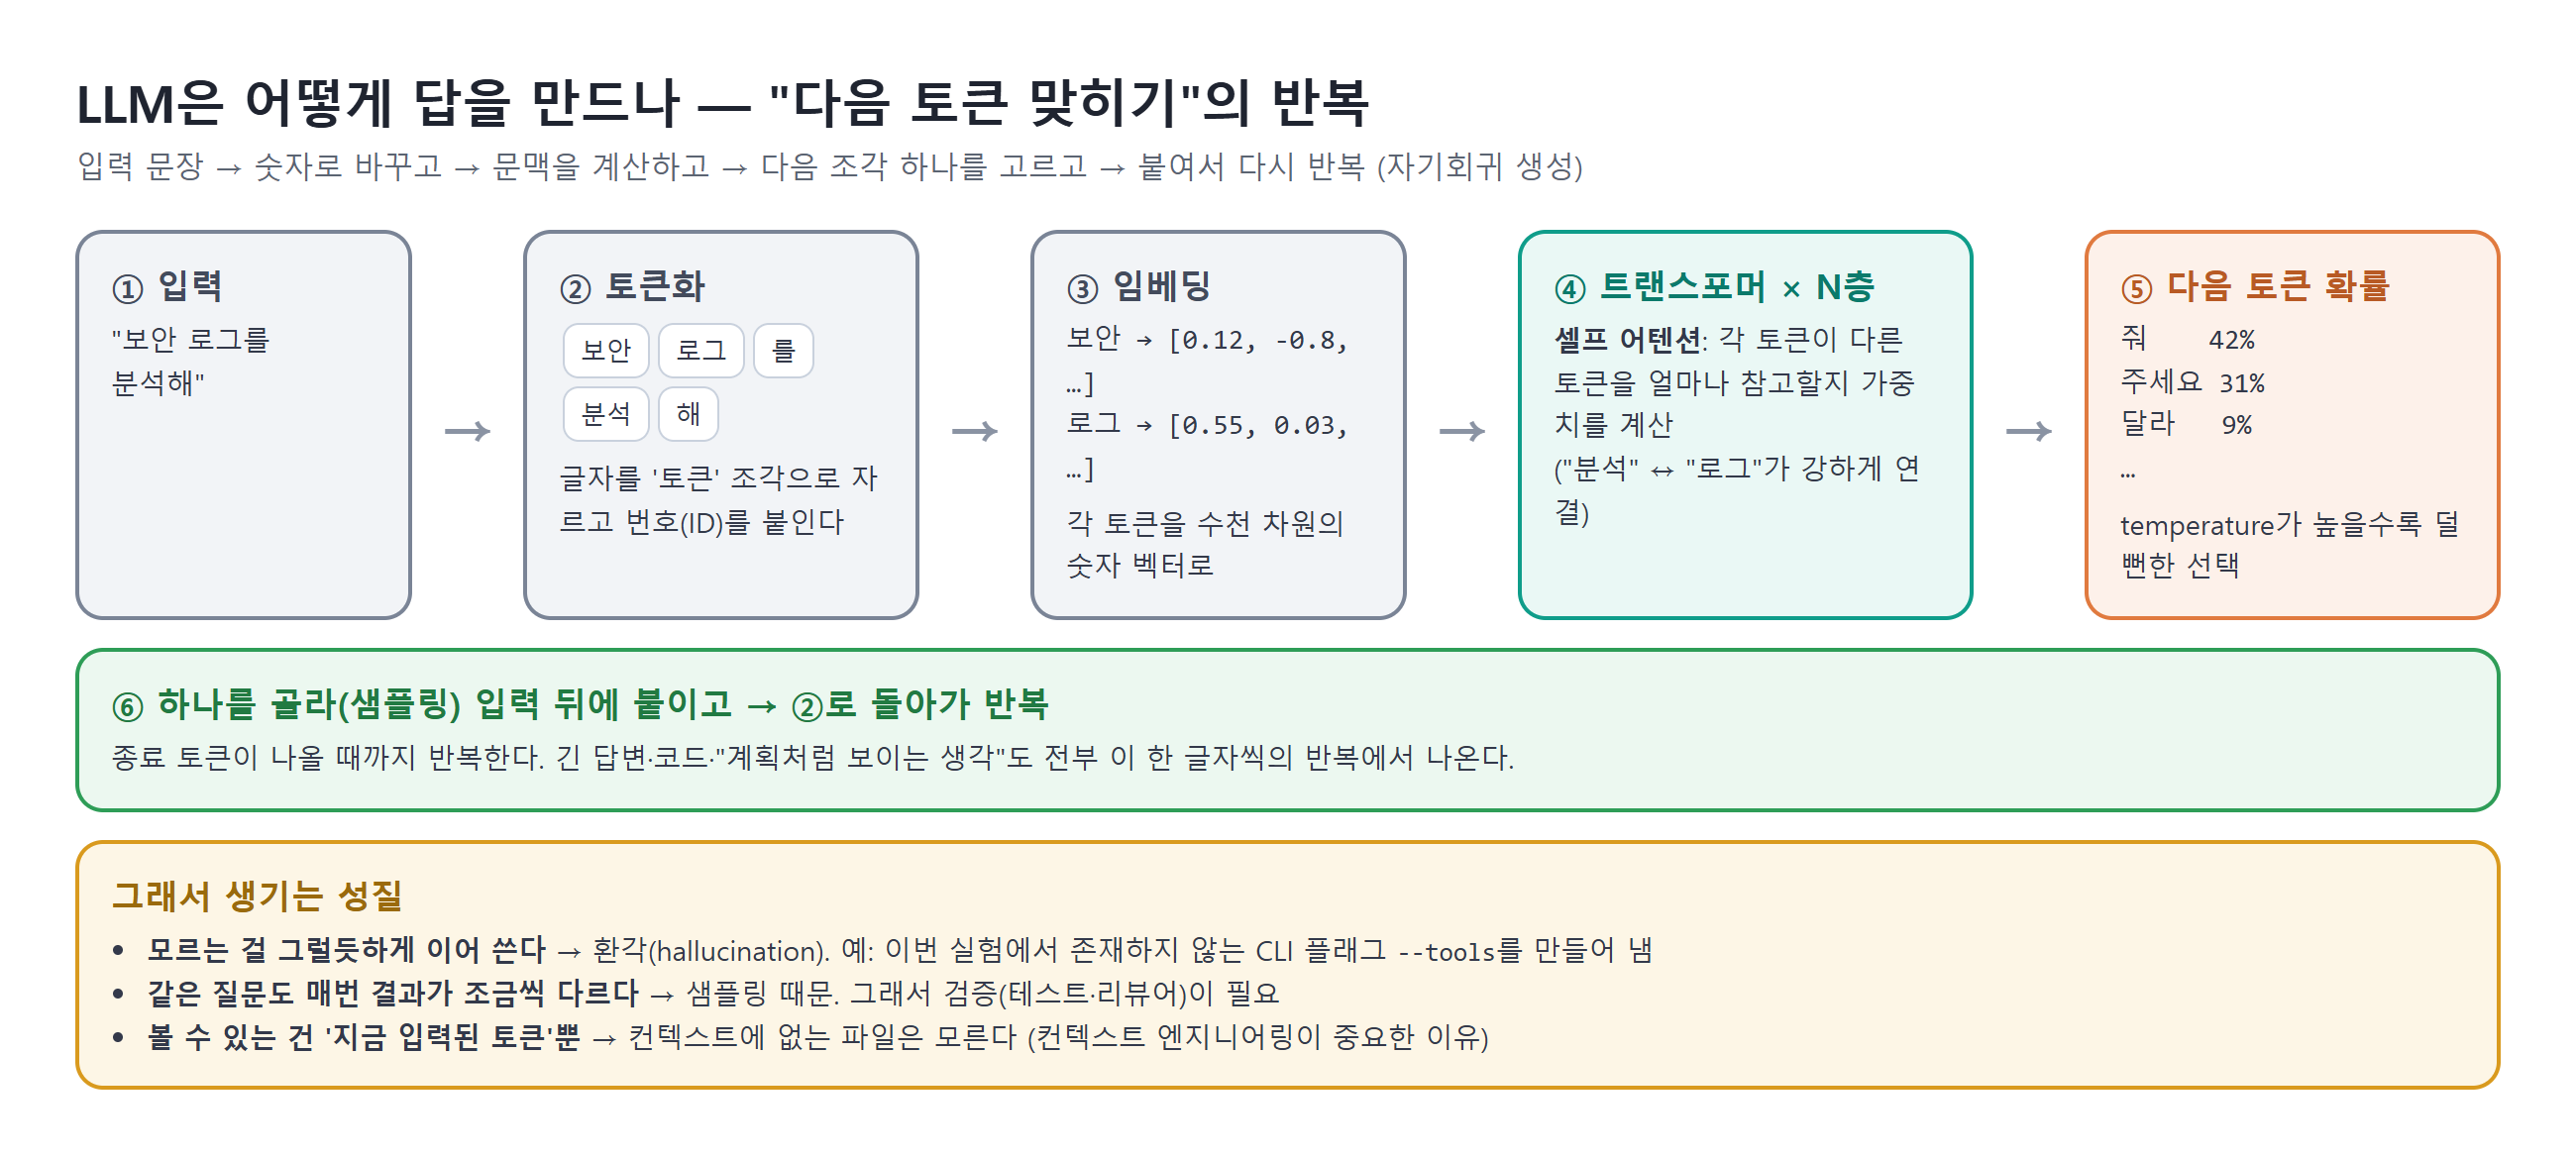 LLM은 어떻게 답을 만드나 — "다음 토큰 맞히기"의 반복
입력 문장 → 숫자로 바꾸고 → 문맥을 계산하고 → 다음 조각 하나를 고르고 → 붙여서 다시 반복 (자기회귀 생성)
① 입력
"보안 로그를
분석해"
→
② 토큰화
보안 로그 를
분석 해
글자를 '토큰' 조각으로 자
르고 번호(ID)를 붙인다
→
③ 임베딩
보안 → [0.12, -0.8,
…]
로그 → [0.55, 0.03,
…]
각 토큰을 수천 차원의
숫자 벡터로
→
④ 트랜스포머 × N층
셀프 어텐션: 각 토큰이 다른
토큰을 얼마나 참고할지 가중
치를 계산
("분석" ↔ "로그"가 강하게 연
결)
→
⑤ 다음 토큰 확률
줘 42%
주세요 31%
달라 9%
…
temperature가 높을수록 덜
뻔한 선택
⑥ 하나를 골라(샘플링) 입력 뒤에 붙이고 → ②로 돌아가 반복
종료 토큰이 나올 때까지 반복한다. 긴 답변·코드·"계획처럼 보이는 생각"도 전부 이 한 글자씩의 반복에서 나온다.
그래서 생기는 성질
• 모르는 걸 그럴듯하게 이어 쓴다 → 환각(hallucination). 예: 이번 실험에서 존재하지 않는 CLI 플래그 --tools를 만들어 냄
• 같은 질문도 매번 결과가 조금씩 다르다 → 샘플링 때문. 그래서 검증(테스트·리뷰어)이 필요
• 볼 수 있는 건 '지금 입력된 토큰'뿐 → 컨텍스트에 없는 파일은 모른다 (컨텍스트 엔지니어링이 중요한 이유)